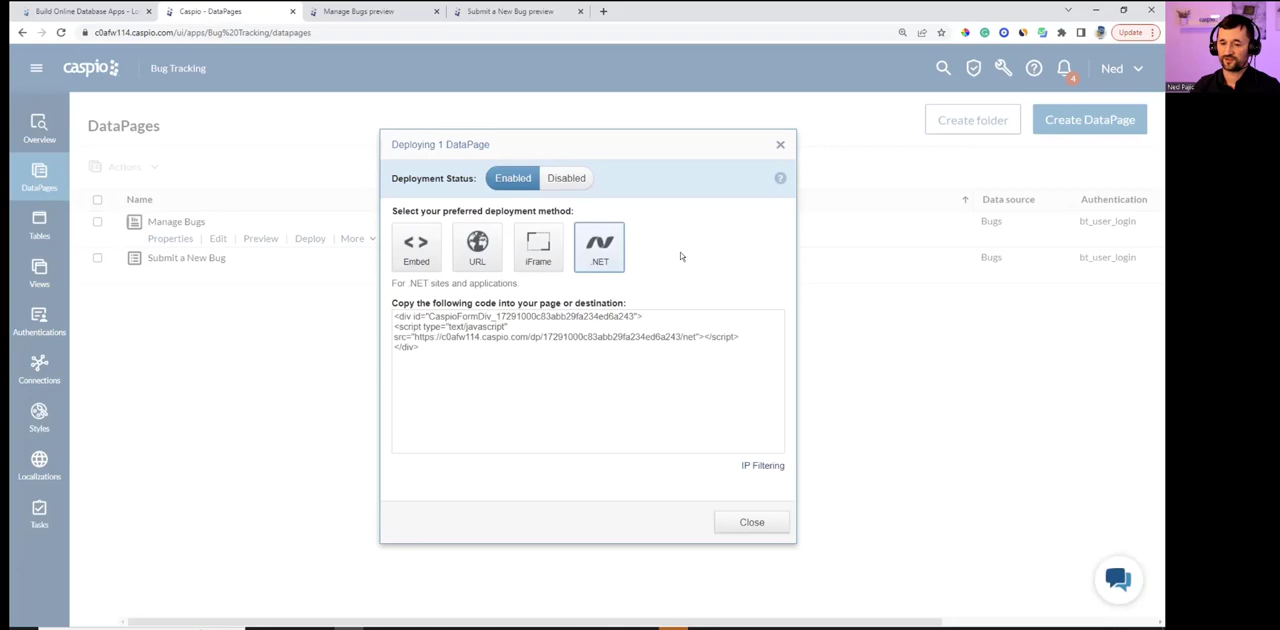 Build Online Database Apps - Lo
Caspio - DataPages
Manage Bugs preview
Submit a New Bug preview
c0afw114.caspio.com/ui/apps/Bug%20Tracking/datapages
Update
caspio
Bug Tracking
4
Ned
Ned Pajic
Overview
DataPages
Tables
Views
Authentications
Connections
Styles
Localizations
Tasks
DataPages
Create folder
Create DataPage
Actions
Name
Data source
Authentication
Manage Bugs
Bugs
bt_user_login
Properties
Edit
Preview
Deploy
More
Submit a New Bug
Bugs
bt_user_login
Deploying 1 DataPage
Deployment Status:
Enabled
Disabled
Select your preferred deployment method:
Embed
URL
iFrame
.NET
For .NET sites and applications.
Copy the following code into your page or destination:
<div id="CaspioFormDiv_17291000c83abb29fa234ed6a243">
<script type="text/javascript"
src="https://c0afw114.caspio.com/dp/17291000c83abb29fa234ed6a243/net"></script>
</div>
IP Filtering
Close